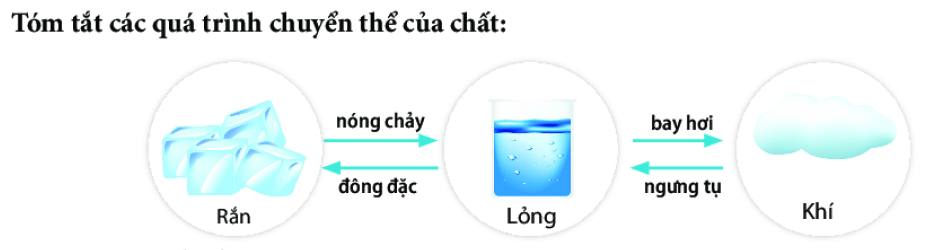 Tóm tắt các quá trình chuyển thể của chất:
nóng chảy
bay hơi
đông đặc
ngưng tụ
Rắn
Lỏng
Khí